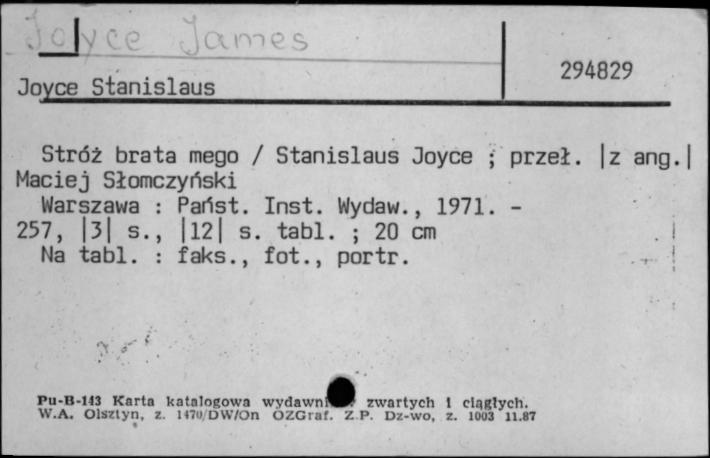 Joyce James
294829
Joyce Stanislaus
Stróż brata mego / Stanislaus Joyce ; przeł. |z ang.|
Maciej Słomczyński
Warszawa : Państ. Inst. Wydaw., 1971. -
257, |3| s., |12| s. tabl. ; 20 cm
Na tabl. : faks., fot., portr.
Pu-B-143 Karta katalogowa zwartych i ciągłych.
W.A. Olsztyn, z. 1470/DW/On OZGraf. Z.P. Dz-wo, z. 1003 11.87